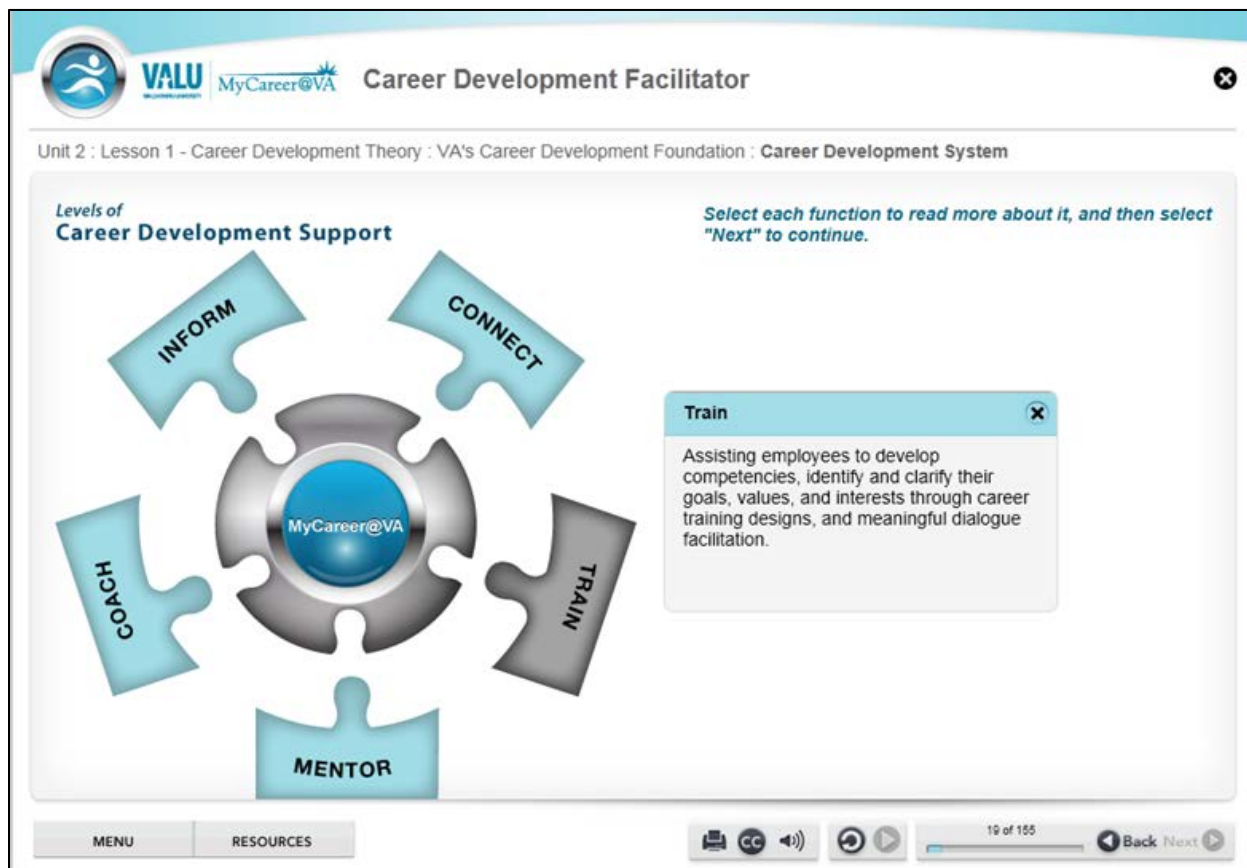 VALU
MyCareer@VA
Career Development Facilitator
Unit 2 : Lesson 1 - Career Development Theory : VA's Career Development Foundation : Career Development System
Levels of
Career Development Support
Select each function to read more about it, and then select
"Next" to continue.
INFORM
CONNECT
COACH
TRAIN
MENTOR
MyCareer@VA
Train
Assisting employees to develop
competencies, identify and clarify their
goals, values, and interests through career
training designs, and meaningful dialogue
facilitation.
MENU
RESOURCES
CC
19 of 155
Back
Next